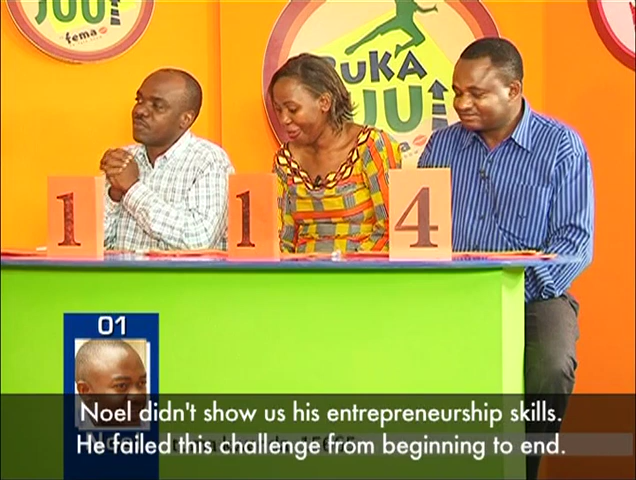 JUU
fema
RUKA
JUU
1
1
4
01
Noel didn't show us his entrepreneurship skills.
He failed this challenge from beginning to end.